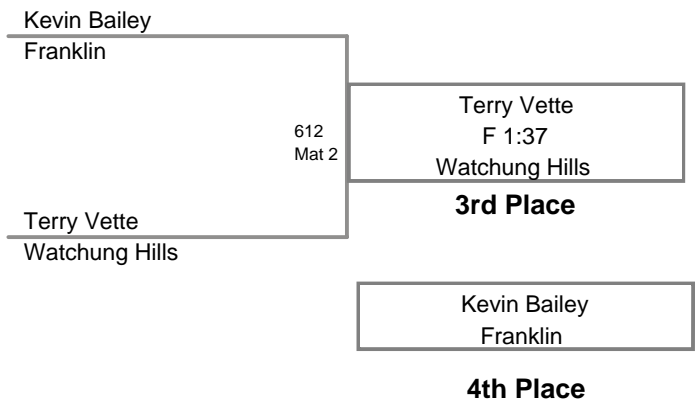 Kevin Bailey
Franklin
612
Mat 2
Terry Vette
F 1:37
Watchung Hills
3rd Place
Terry Vette
Watchung Hills
Kevin Bailey
Franklin
4th Place